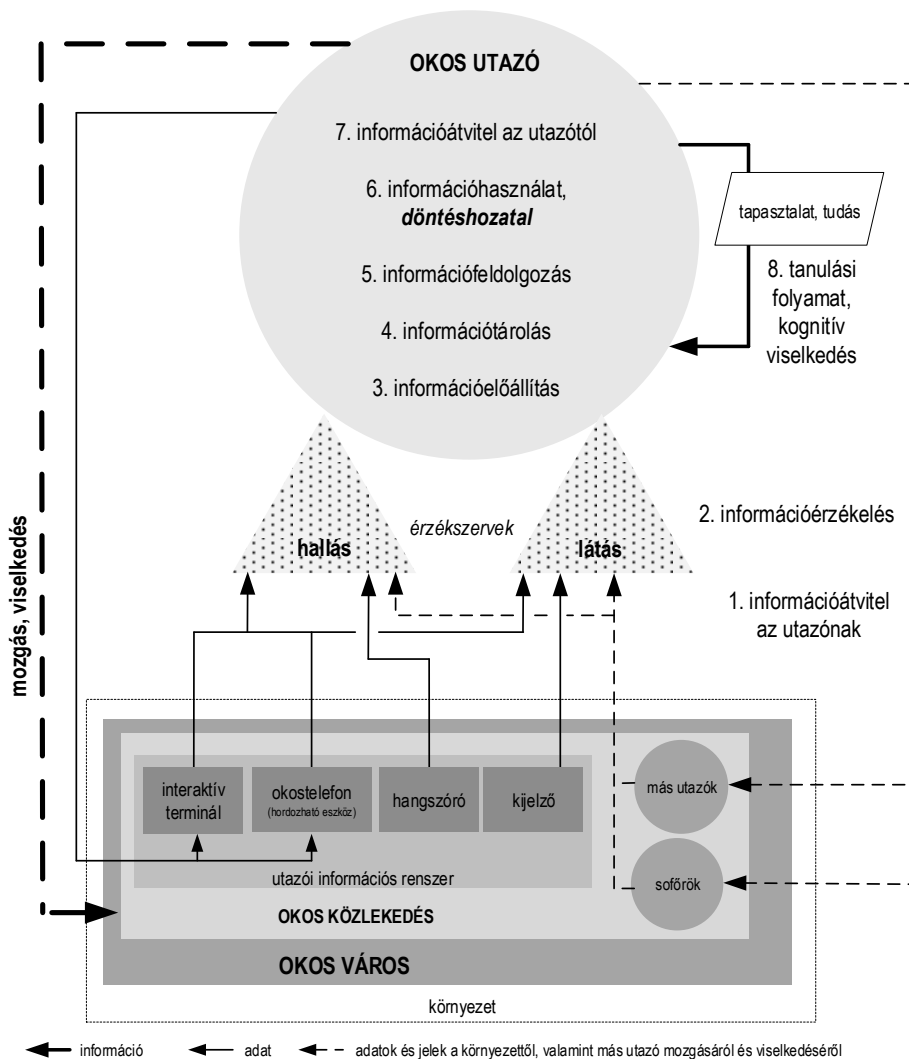 OKOS UTAZÓ
7. információátvitel az utazótól
6. információhasználat,
döntéshozatal
5. információfeldolgozás
4. információtárolás
3. információelőállítás
tapasztalat, tudás
8. tanulási
folyamat,
kognitív
viselkedés
mozgás, viselkedés
hallás
érzékszervek
látás
2. információérzékelés
1. információátvitel
az utazónak
interaktív
terminál
okostelefon
(hordozható eszköz)
hangszóró
kijelző
más utazók
sofőrök
utazói információs renszer
OKOS KÖZLEKEDÉS
OKOS VÁROS
környezet
információ
adat
adatok és jelek a környezettől, valamint más utazó mozgásáról és viselkedéséről